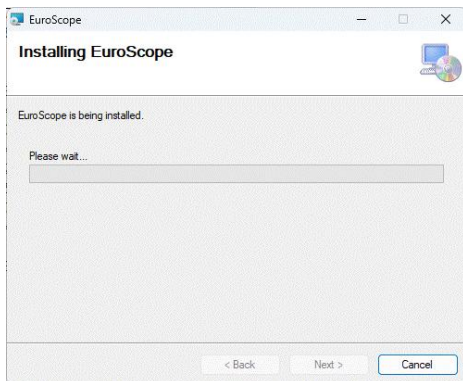 EuroScope
Installing EuroScope
EuroScope is being installed.
Please wait...
< Back Next > Cancel